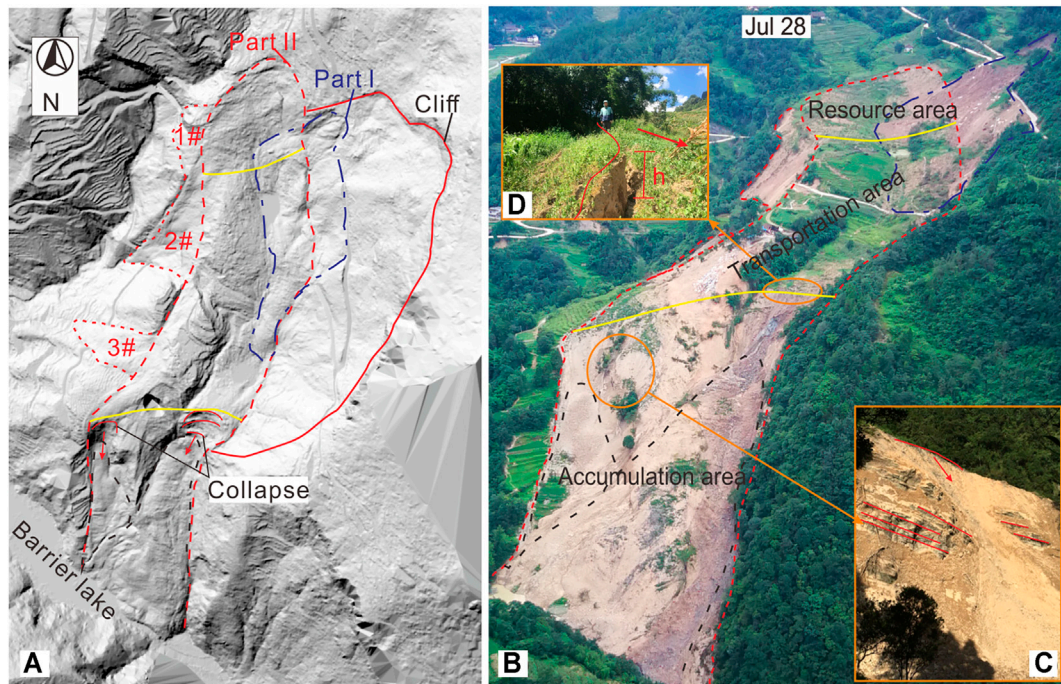 N
Part II
Part I
Cliff
1#
2#
3#
Collapse
Barrier lake
A
Jul 28
Resource area
Transportation area
Accumulation area
h
D
B
C